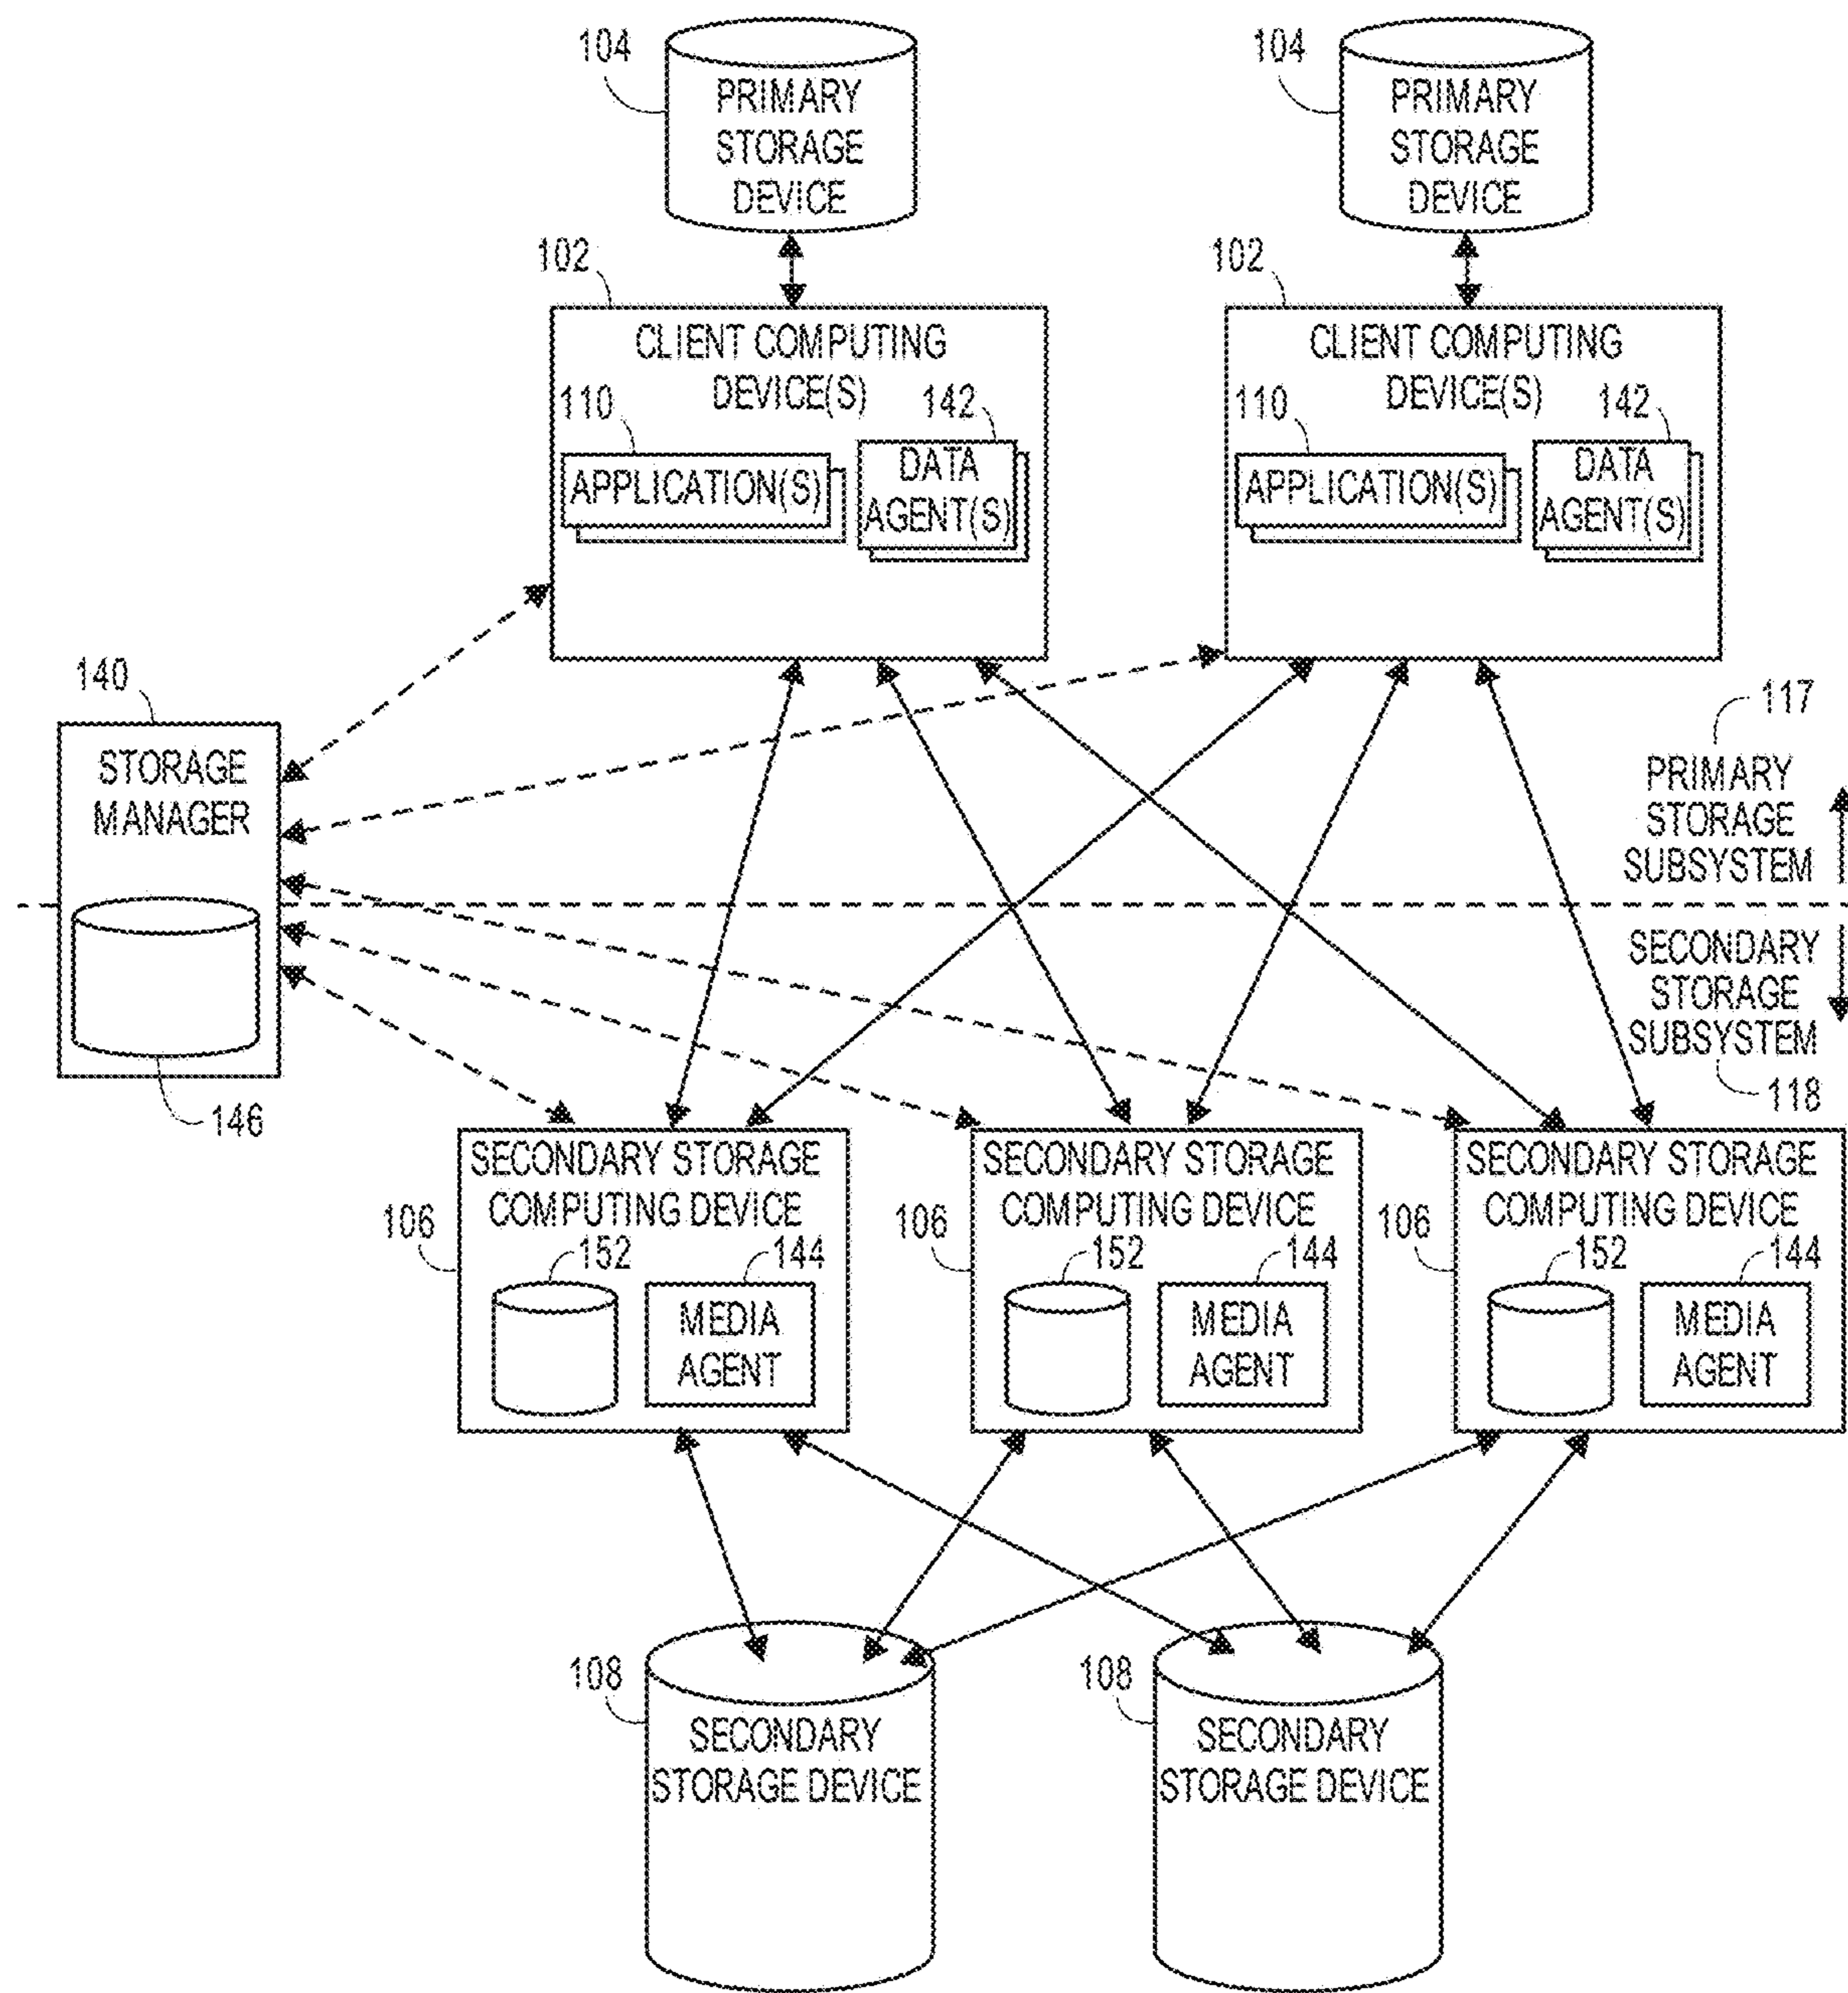 104
PRIMARY
STORAGE
DEVICE
104
PRIMARY
STORAGE
DEVICE
102
CLIENT COMPUTING
DEVICE(S)
110
142
APPLICATION(S)
DATA
AGENT(S)
102
CLIENT COMPUTING
DEVICE(S)
110
142
APPLICATION(S)
DATA
AGENT(S)
140
STORAGE
MANAGER
146
117
PRIMARY
STORAGE
SUBSYSTEM
SECONDARY
STORAGE
SUBSYSTEM
118
106
SECONDARY STORAGE
COMPUTING DEVICE
152
144
MEDIA
AGENT
106
SECONDARY STORAGE
COMPUTING DEVICE
152
144
MEDIA
AGENT
106
SECONDARY STORAGE
COMPUTING DEVICE
152
144
MEDIA
AGENT
108
SECONDARY
STORAGE DEVICE
108
SECONDARY
STORAGE DEVICE